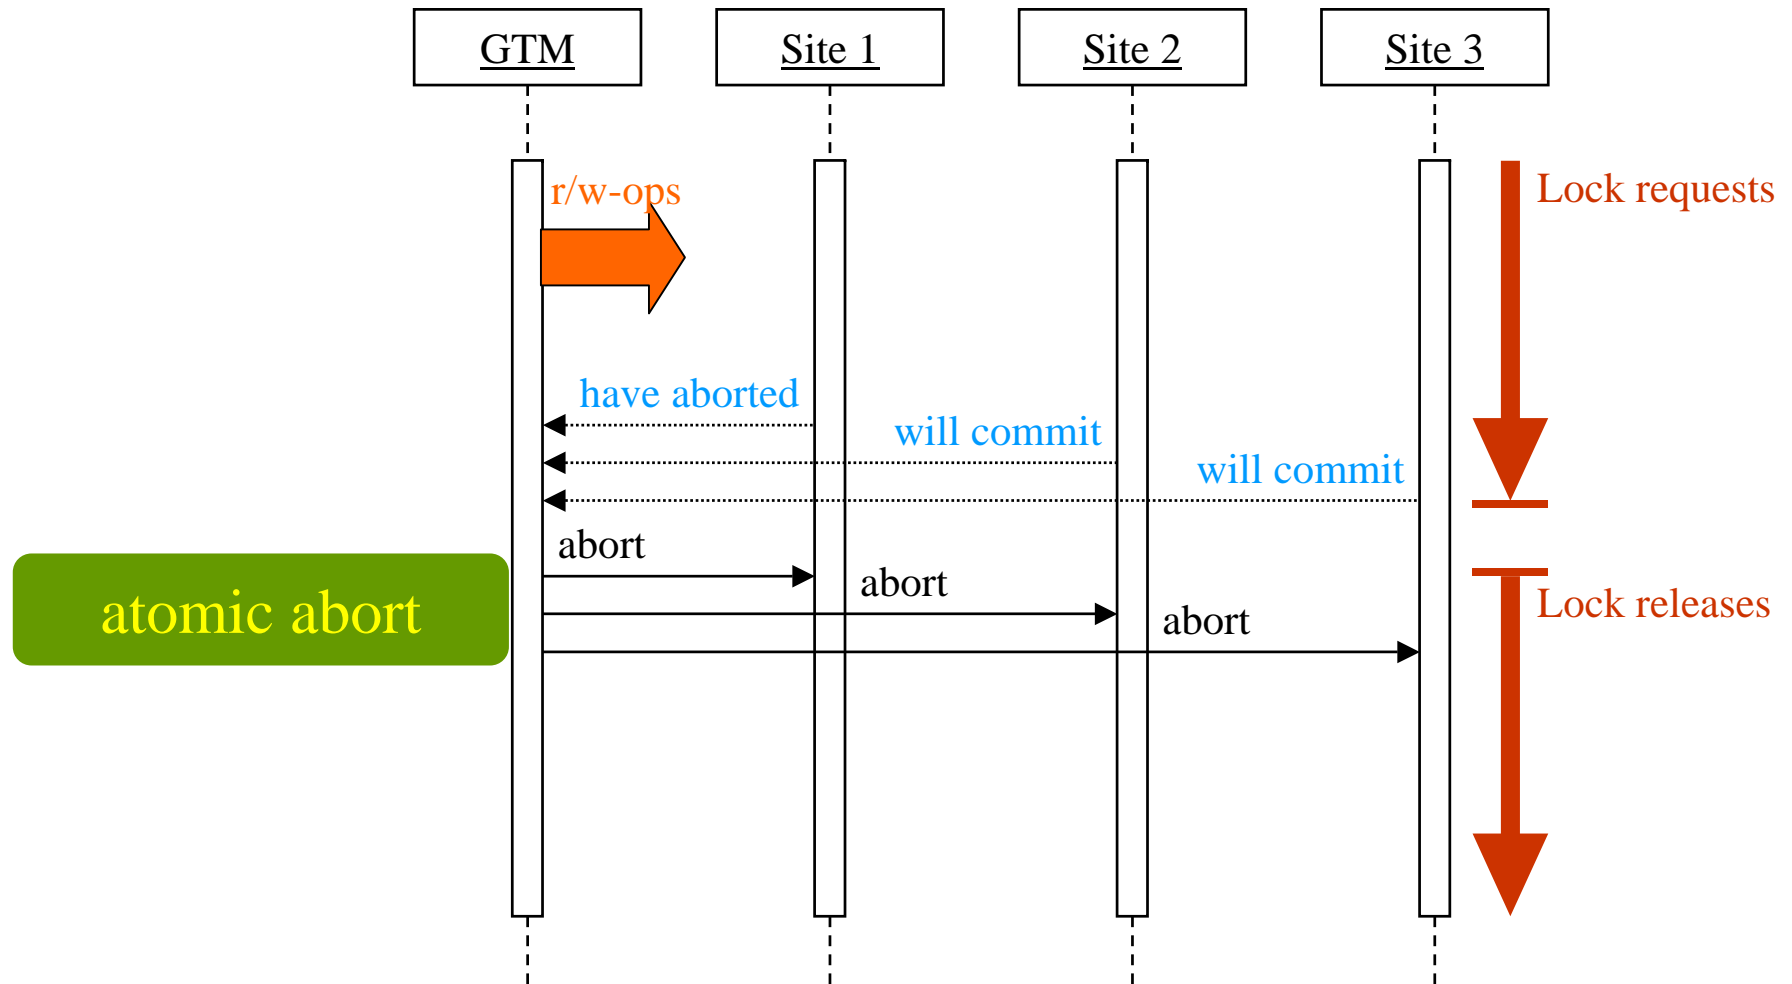 GTM
Site 1
Site 2
Site 3
r/w-ops
Lock requests
have aborted
will commit
will commit
abort
abort
abort
atomic abort
Lock releases